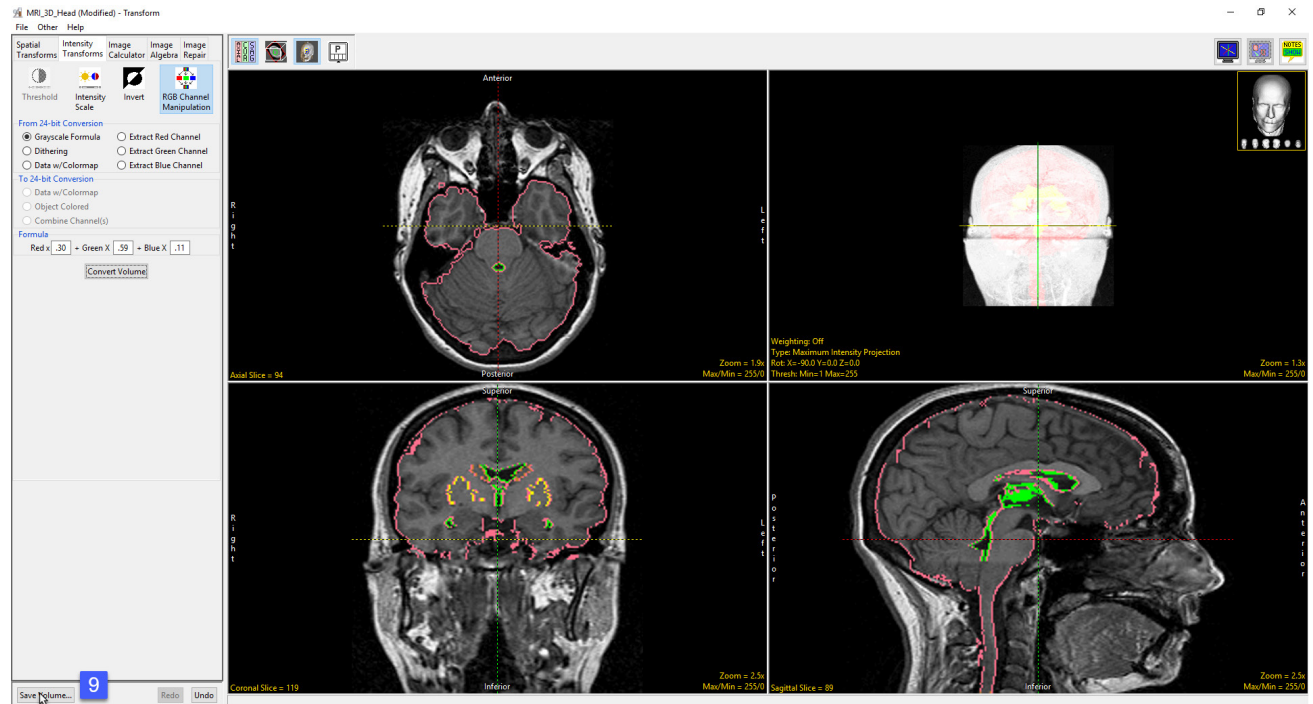 MRI_3D_Head (Modified) - Transform
File Other Help
Spatial Transforms
Intensity Transforms
Image Calculator
Image Algebra
Image Repair
Threshold
Intensity Scale
Invert
RGB Channel Manipulation
From 24-bit Conversion
Grayscale Formula
Extract Red Channel
Dithering
Extract Green Channel
Data w/Colormap
Extract Blue Channel
To 24-bit Conversion
Data w/Colormap
Object Colored
Combine Channel(s)
Formula
Red x .30 + Green X .59 + Blue X .11
Convert Volume
Save Volume...
9
Redo
Undo
P
NOTES
SHOW
Anterior
Right
Left
Posterior
Axial Slice = 94
Zoom = 1.9x
Max/Min = 255/0
Weighting: Off
Type: Maximum Intensity Projection
Rot: X=-90.0 Y=0.0 Z=0.0
Thresh: Min=1 Max=255
Zoom = 1.3x
Max/Min = 255/0
Superior
Right
Left
Inferior
Coronal Slice = 119
Zoom = 2.5x
Max/Min = 255/0
Superior
Posterior
Anterior
Inferior
Sagittal Slice = 89
Zoom = 2.5x
Max/Min = 255/0